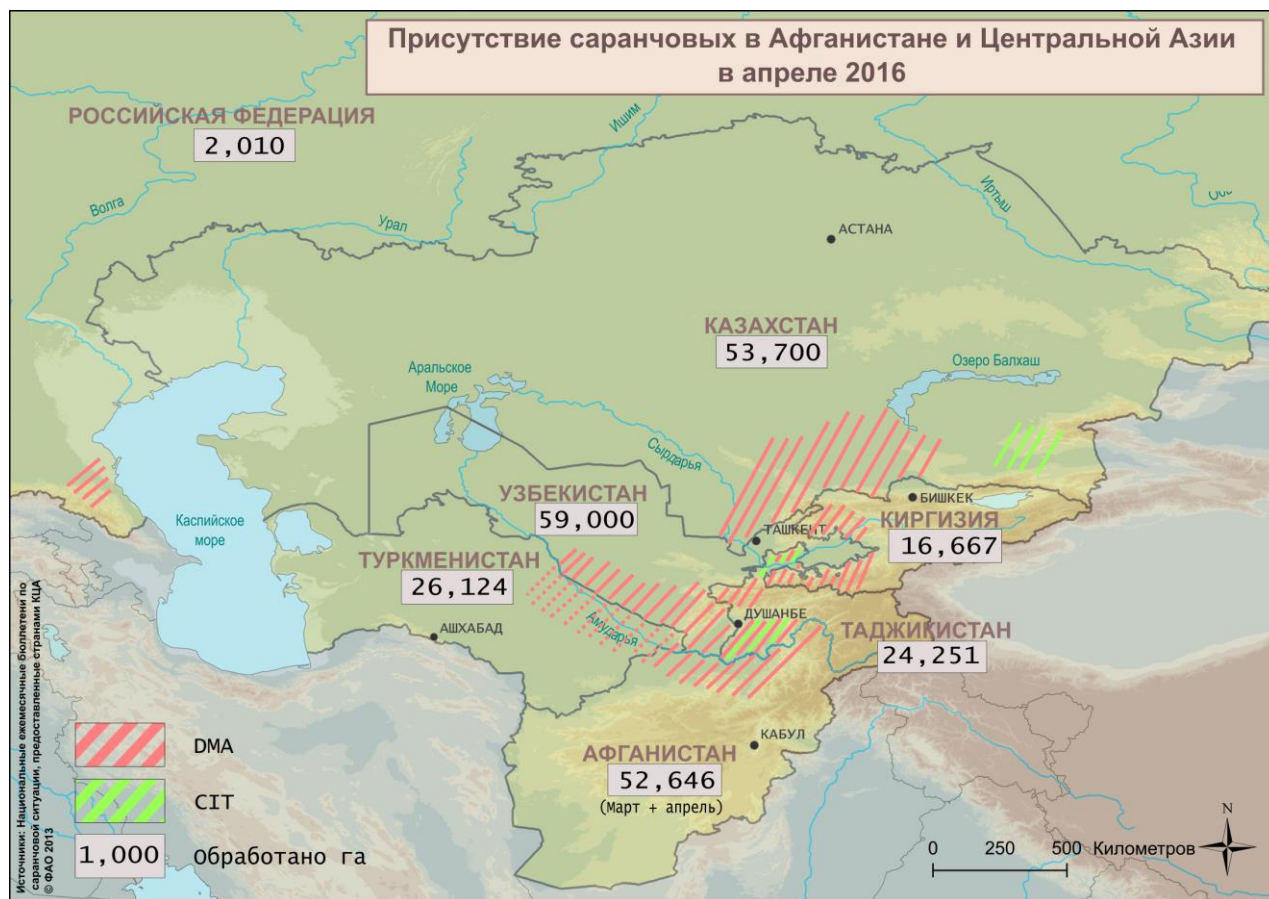 Присутствие саранчовых в Афганистане и Центральной Азии
в апреле 2016
РОССИЙСКАЯ ФЕДЕРАЦИЯ
2,010
Ишим
Волга
Урал
Иртыш
АСТАНА
КАЗАХСТАН
53,700
Аральское
Море
Озеро Балхаш
Сырдарья
УЗБЕКИСТАН
59,000
БИШКЕК
Каспийское
море
ТАШКЕНТ
КИРГИЗИЯ
16,667
ТУРКМЕНИСТАН
26,124
АШХАБАД
Амударья
ДУШАНБЕ
ТАДЖИКИСТАН
24,251
КАБУЛ
АФГАНИСТАН
52,646
(Март + апрель)
DMA
CIT
1,000 Обработано га
N
0 250 500 Километров
Источники: Национальные ежемесячные бюллетени по
саранчовой ситуации, предоставленные странами КЦА
© ФАО 2013